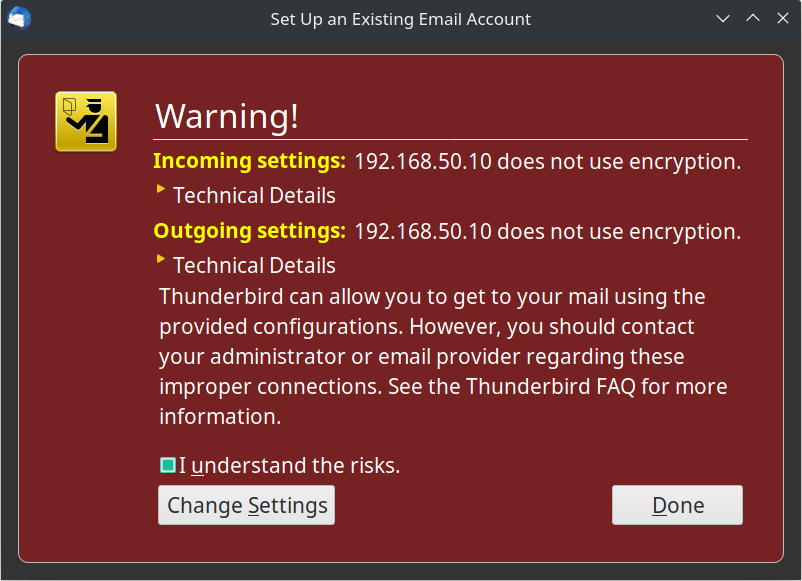 Set Up an Existing Email Account
Warning!
Incoming settings: 192.168.50.10 does not use encryption.
Technical Details
Outgoing settings: 192.168.50.10 does not use encryption.
Technical Details
Thunderbird can allow you to get to your mail using the
provided configurations. However, you should contact
your administrator or email provider regarding these
improper connections. See the Thunderbird FAQ for more
information.
I understand the risks.
Change Settings
Done